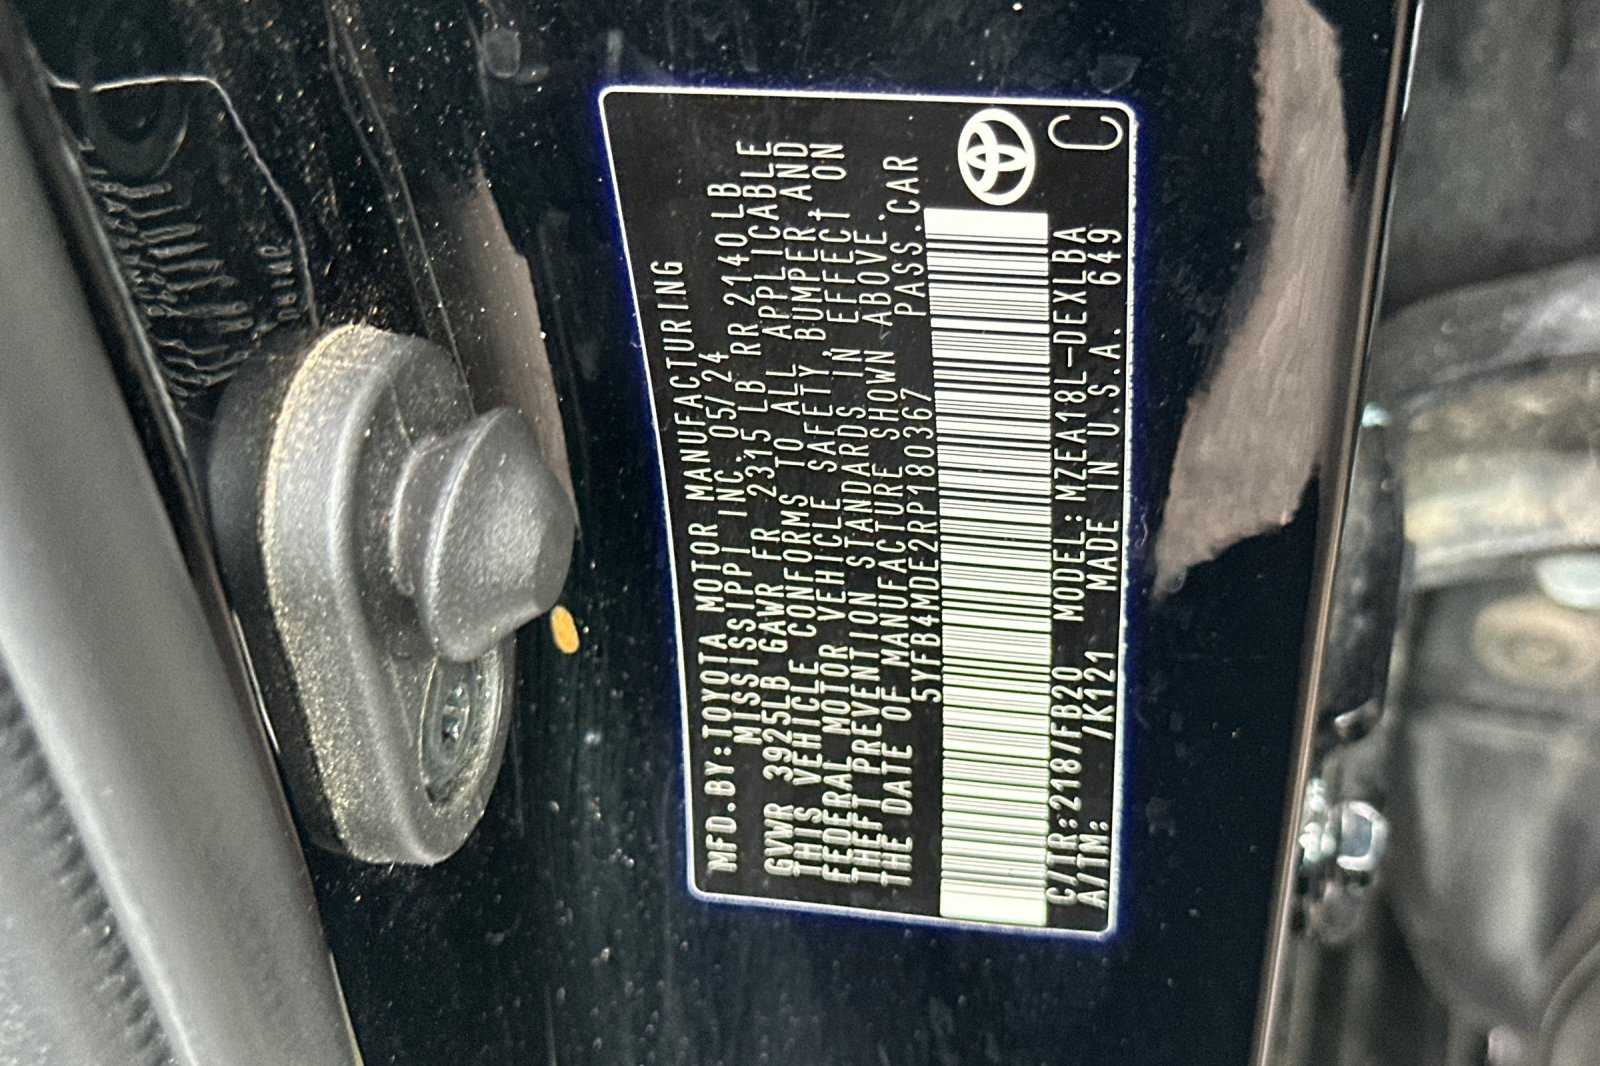 MFD.BY:TOYOTA MOTOR MANUFACTURING
MISSISSIPPI INC. 05/24
GVWR 3925LB GAWR FR 2315LB RR 2140LB
THIS VEHICLE CONFORMS TO ALL APPLICABLE
FEDERAL MOTOR VEHICLE SAFETY, BUMPER, AND
THEFT PREVENTION STANDARDS IN EFFECT ON
THE DATE OF MANUFACTURE SHOWN ABOVE.
5YFB4MDE2RP180367 PASS.CAR
C/TR:218/FB20 MODEL:MZEA18L-DEXLBA
A/TM: /K121 MADE IN U.S.A. 649
C